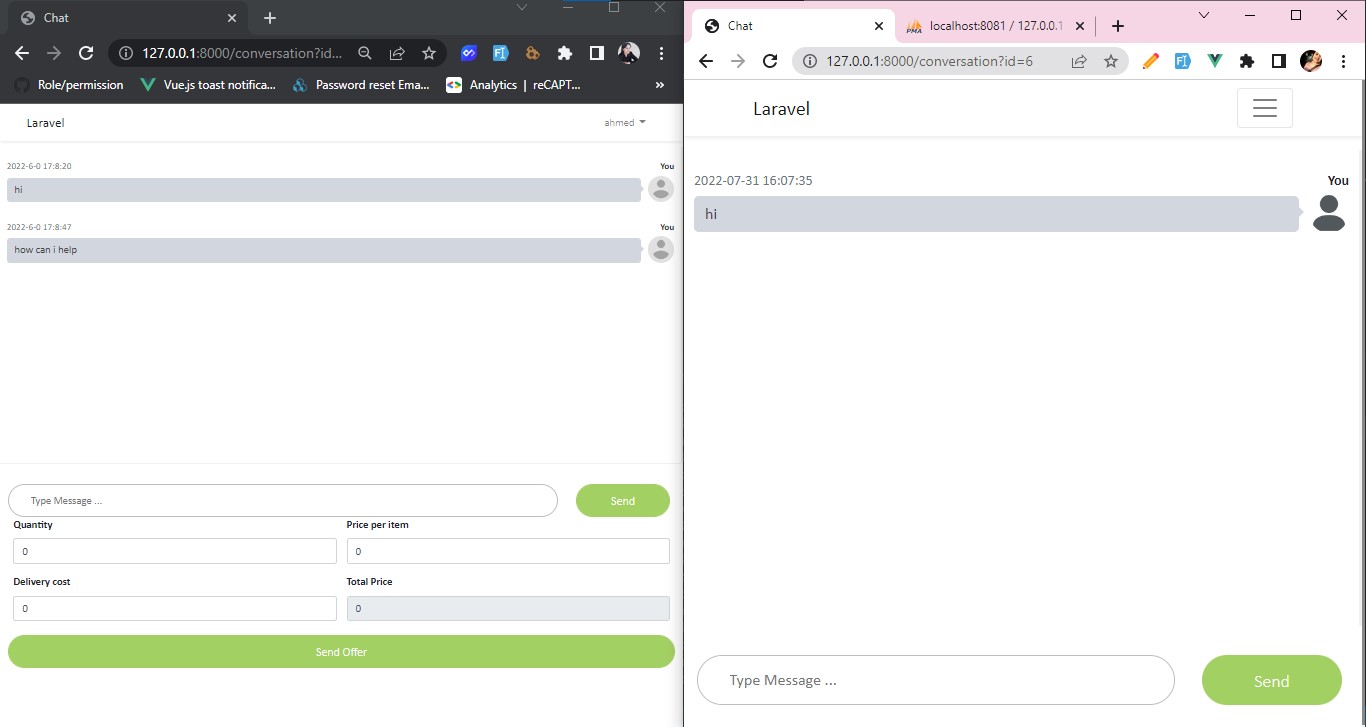 Chat
127.0.0.1:8000/conversation?id...
Role/permission
Vue.js toast notifica...
Password reset Ema...
Analytics | reCAPT...
»
Laravel
ahmed
2022-6-0 17:8:20
You
hi
2022-6-0 17:8:47
You
how can i help
Type Message ...
Send
Quantity
Price per item
0
0
Delivery cost
Total Price
0
0
Send Offer
Chat
PMA
localhost:8081 / 127.0.0.1
127.0.0.1:8000/conversation?id=6
Laravel
2022-07-31 16:07:35
You
hi
Type Message ...
Send